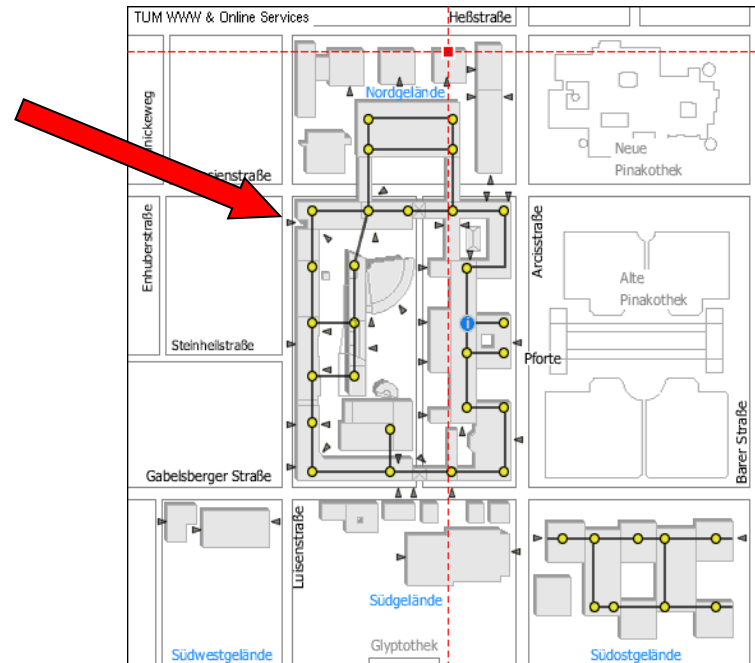 TUM WWW & Online Services
Heßstraße
Nordgelände
Neue
Pinakothek
Enhuberstraße
Arcisstraße
Alte
Pinakothek
Steinheilstraße
Pforte
Gabelsberger Straße
Barer Straße
Luisenstraße
Südgelände
Glyptothek
Südwestgelände
Südostgelände